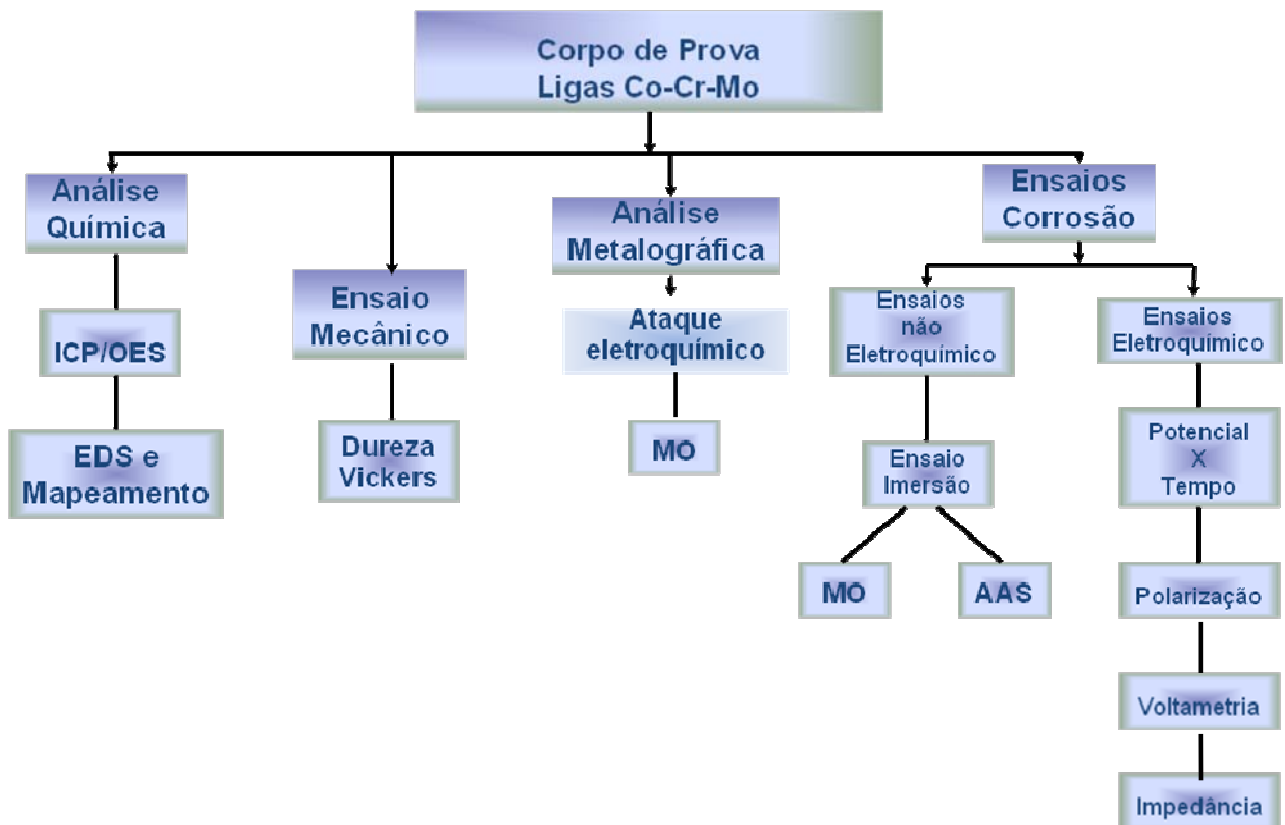 Corpo de Prova
Ligas Co-Cr-Mo
Análise
Química
ICP/OES
EDS e
Mapeamento
Ensaio
Mecânico
Dureza
Vickers
Análise
Metalográfica
Ataque
eletroquímico
MO
Ensaios
Corrosão
Ensaios
não
Eletroquímico
Ensaio
Imersão
MO
AAS
Ensaios
Eletroquímico
Potencial
X
Tempo
Polarização
Voltametria
Impedância